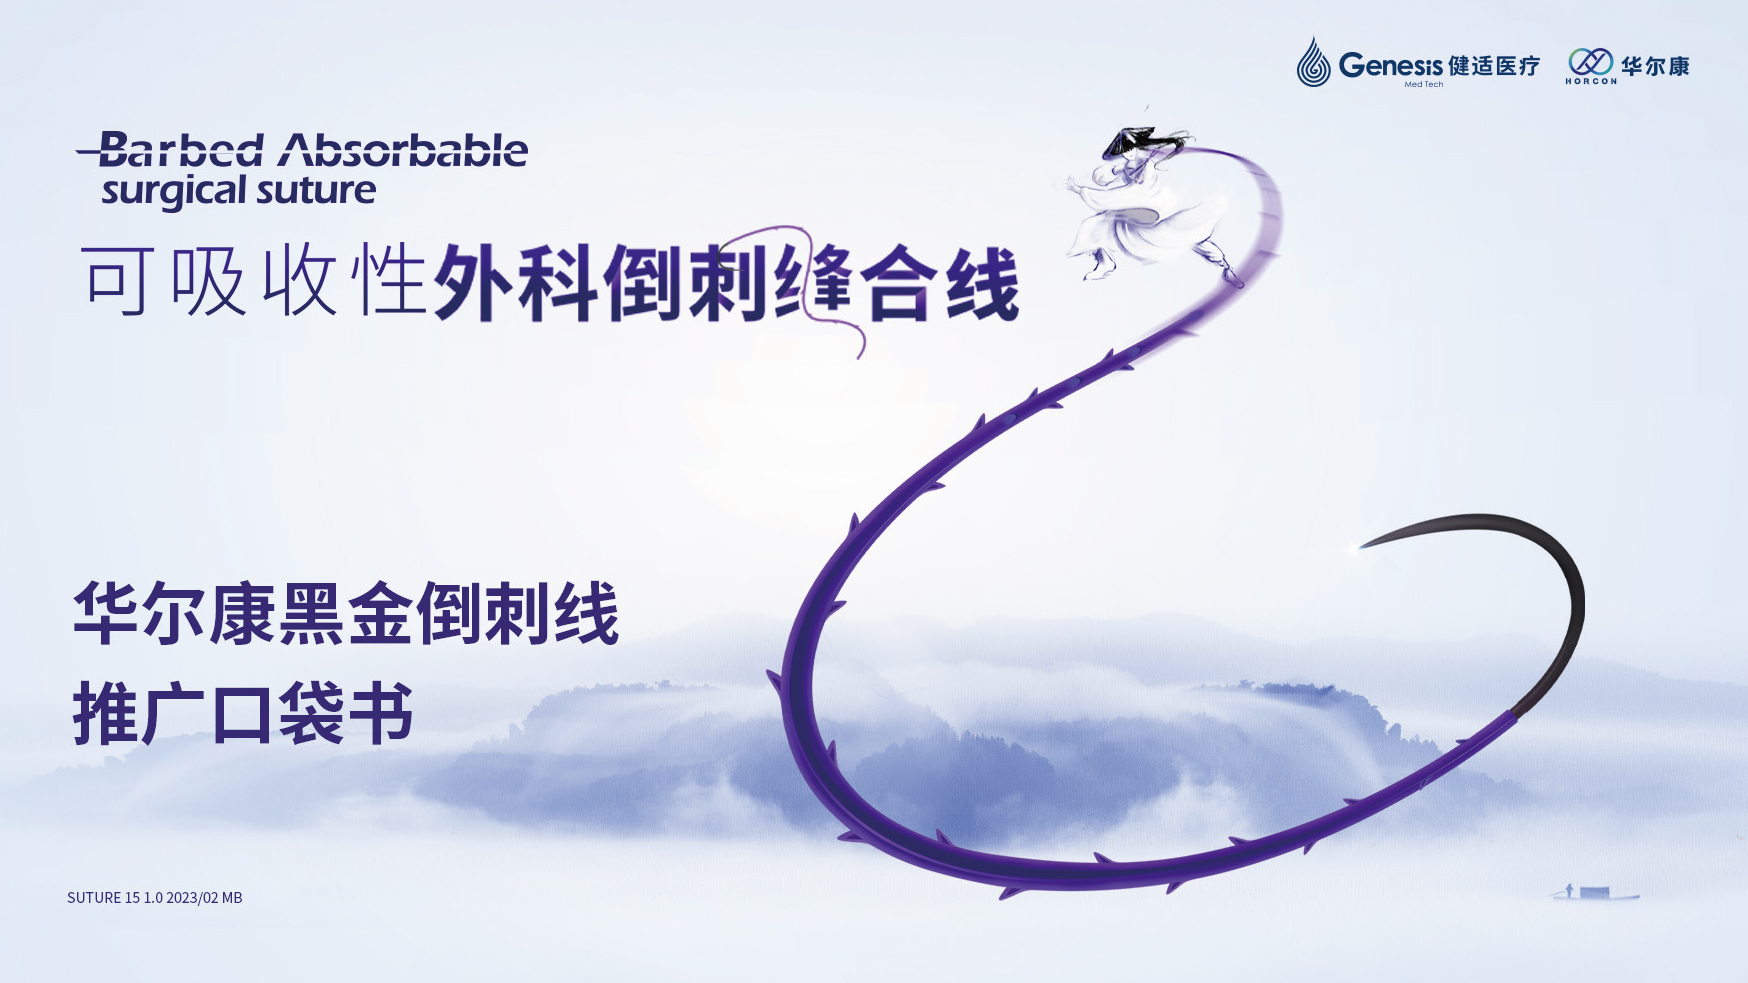 Genesis 健适医疗
Med Tech
HORCON 华尔康
Barbed Absorbable
surgical suture
可吸收性外科倒刺缝合线
华尔康黑金倒刺线
推广口袋书
SUTURE 15 1.0 2023/02 MB